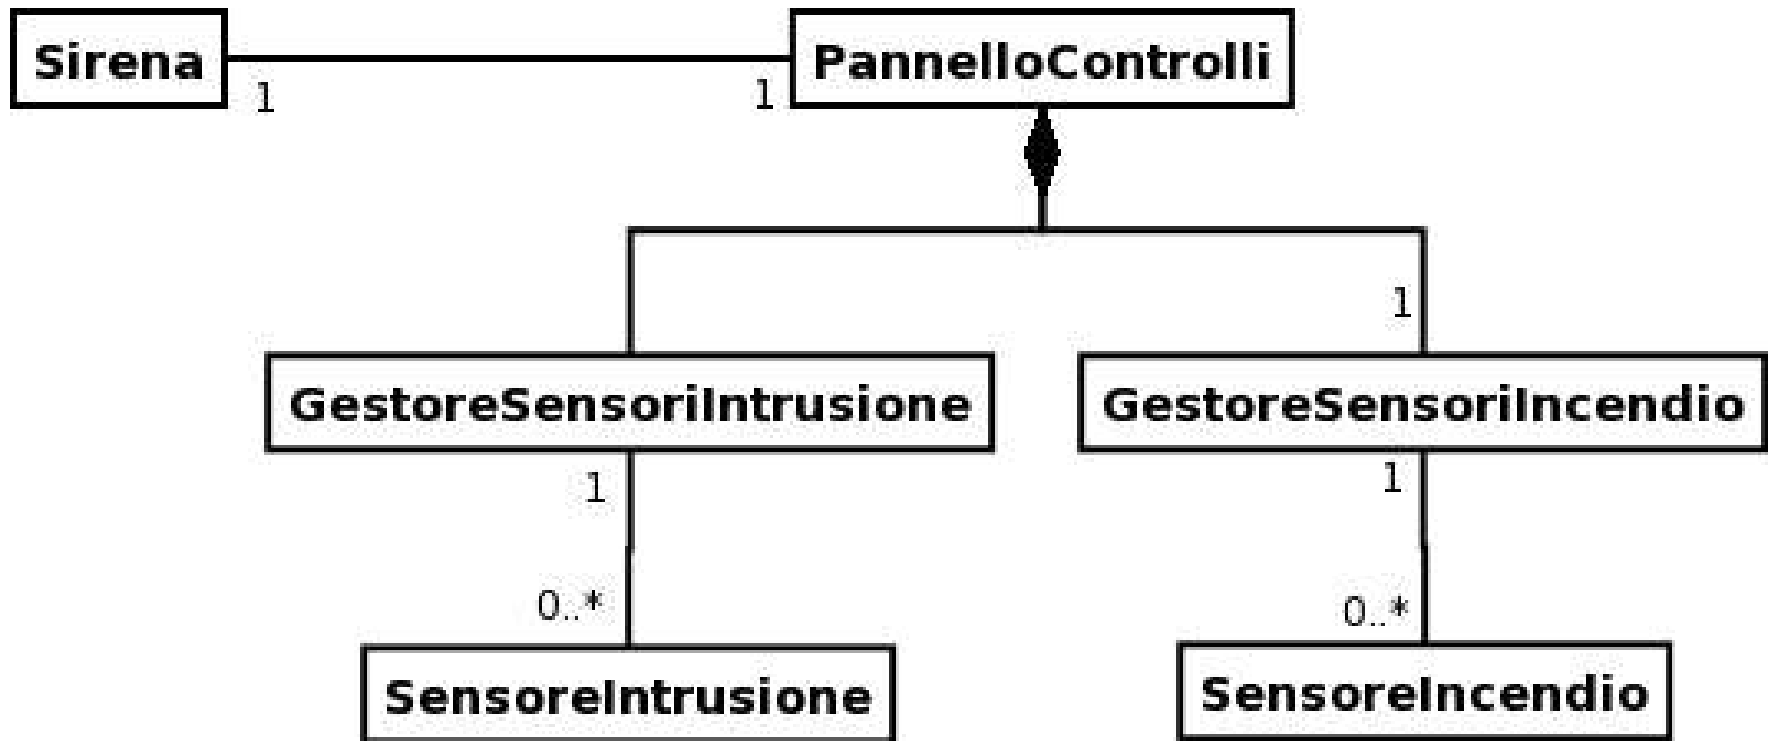 Sirena
PannelloControlli
1
1
1
GestoreSensoriIntrusione
GestoreSensoriIncendio
1
1
0..*
0..*
SensoreIntrusione
SensoreIncendio